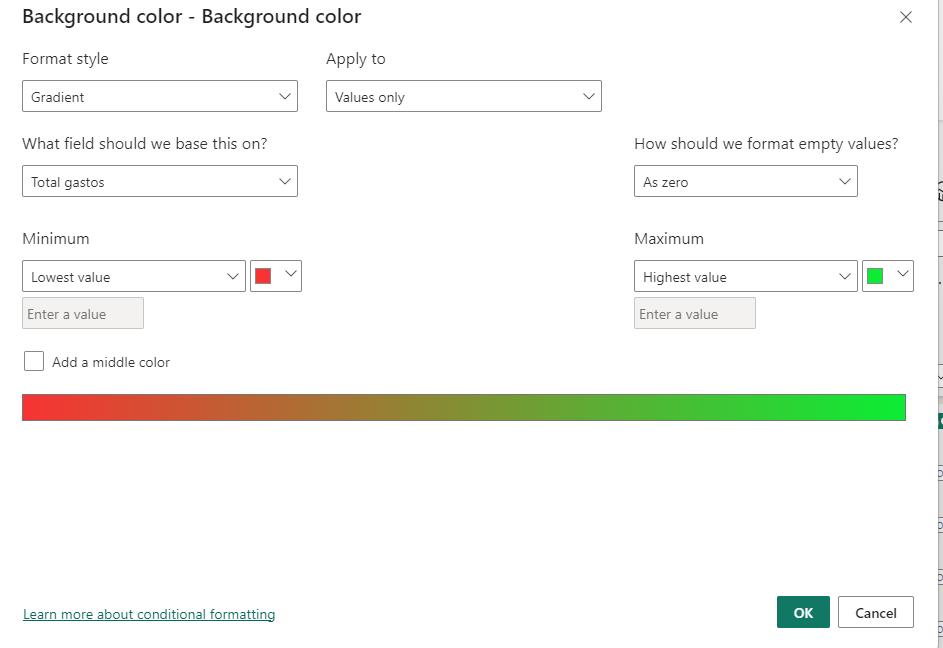 Background color - Background color
Format style
Apply to
Gradient
Values only
What field should we base this on?
How should we format empty values?
Total gastos
As zero
Minimum
Maximum
Lowest value
Highest value
Enter a value
Enter a value
Add a middle color
Learn more about conditional formatting
OK
Cancel